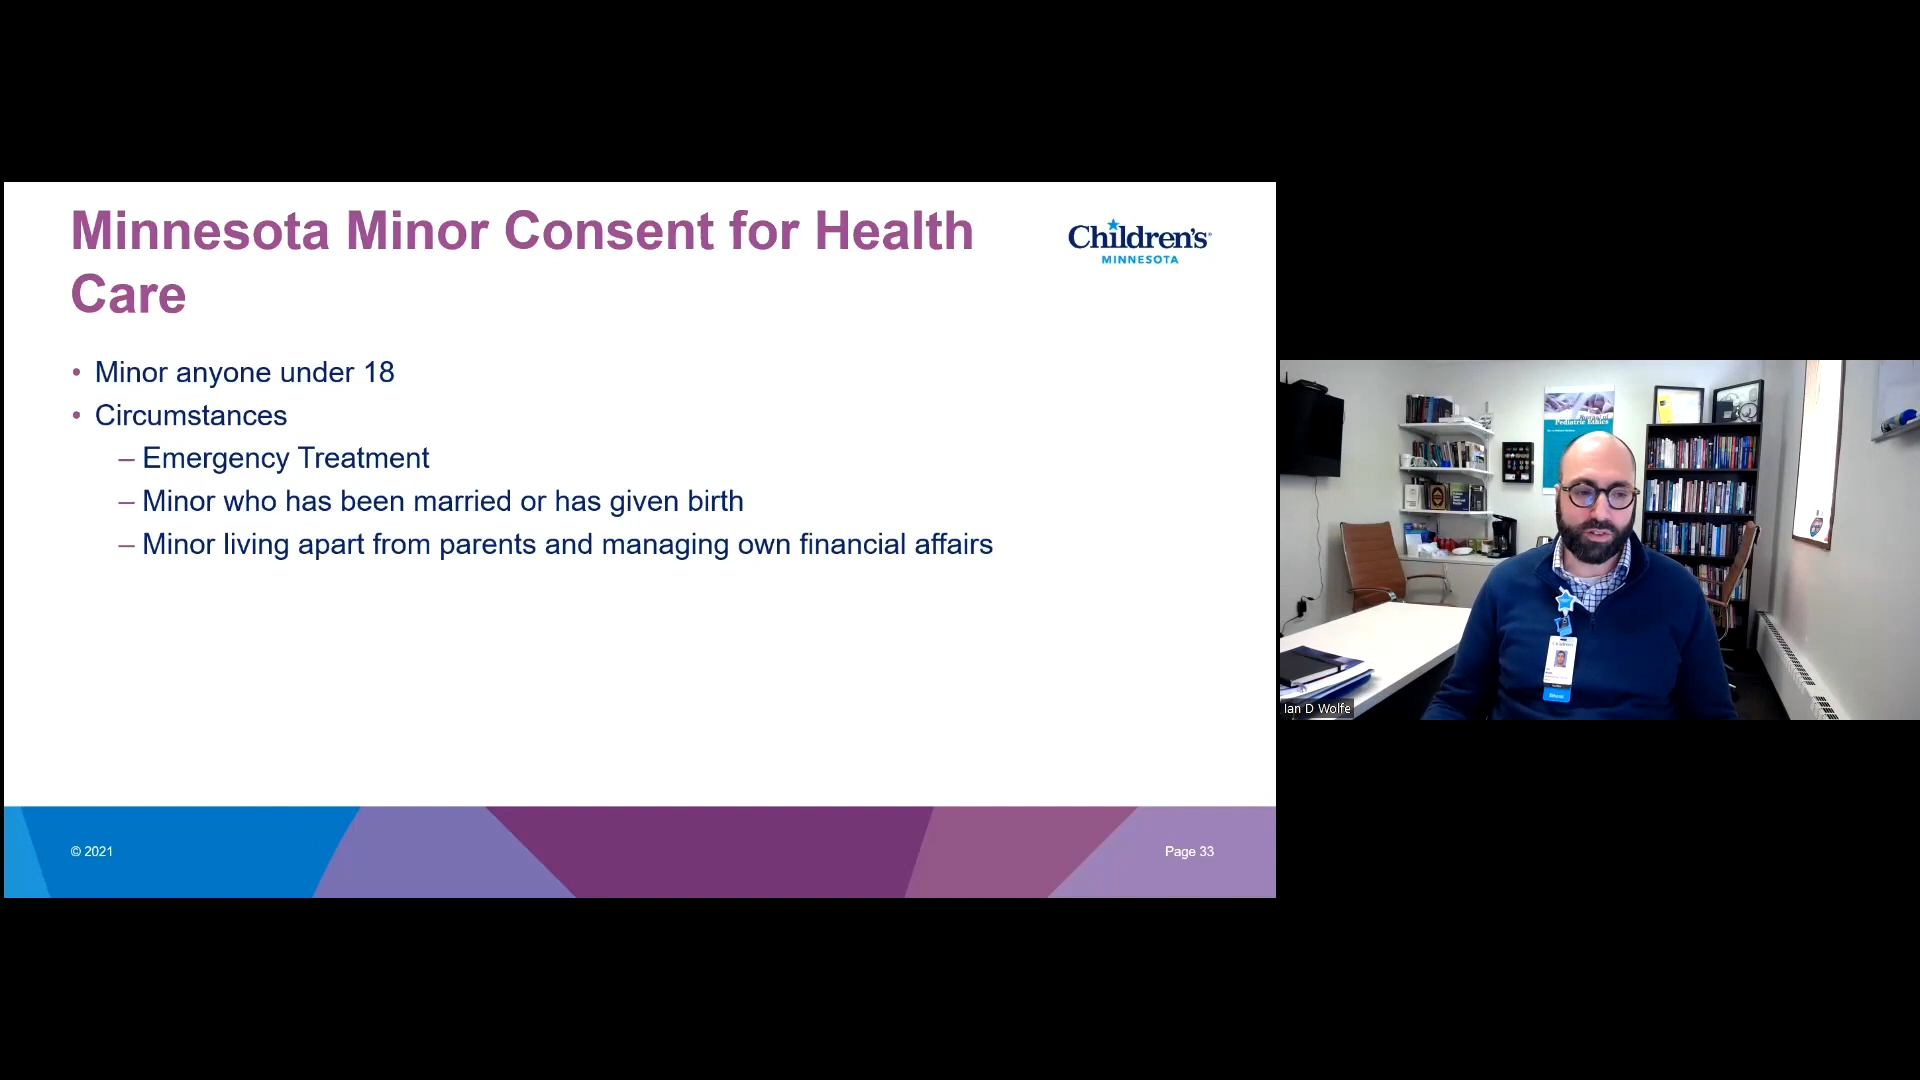 Minnesota Minor Consent for Health
Care
Children's
MINNESOTA
• Minor anyone under 18
• Circumstances
– Emergency Treatment
– Minor who has been married or has given birth
– Minor living apart from parents and managing own financial affairs
© 2021
Page 33
Pediatric Ethics
Ian D Wolfe